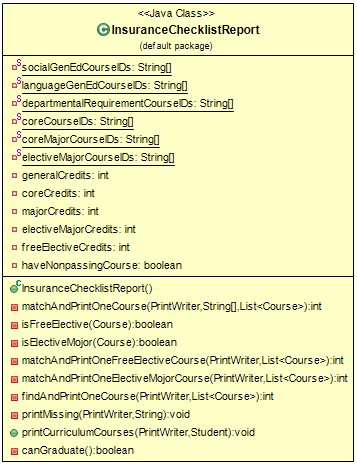 <<Java Class>>
InsuranceChecklistReport
(default package)
socialGenEdCourseIDs: String[]
languageGenEdCourseIDs: String[]
departmentalRequirementCourseIDs: String[]
coreCourseIDs: String[]
coreMajorCourseIDs: String[]
electiveMajorCourseIDs: String[]
generalCredits: int
coreCredits: int
majorCredits: int
electiveMajorCredits: int
freeElectiveCredits: int
haveNonpassingCourse: boolean
InsuranceChecklistReport()
matchAndPrintOneCourse(PrintWriter,String[],List<Course>):int
isFreeElective(Course):boolean
isElectiveMojor(Course):boolean
matchAndPrintOneFreeElectiveCourse(PrintWriter,List<Course>):int
matchAndPrintOneElectiveMojorCourse(PrintWriter,List<Course>):int
findAndPrintOneCourse(PrintWriter,List<Course>):int
printMissing(PrintWriter,String):void
printCurriculumCourses(PrintWriter,Student):void
canGraduate():boolean